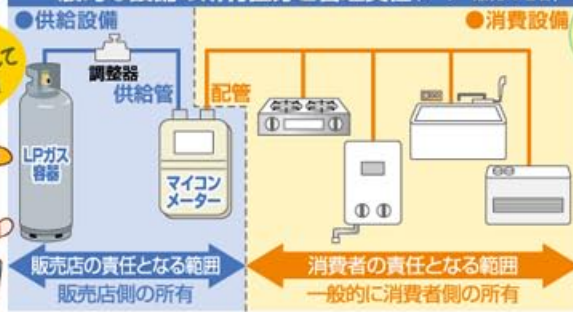 ●供給設備
●消費設備
て
調整器
供給管
配管
LPガス
容器
マイコン
メーター
販売店の責任となる範囲
消費者の責任となる範囲
販売店側の所有
一般的に消費者側の所有